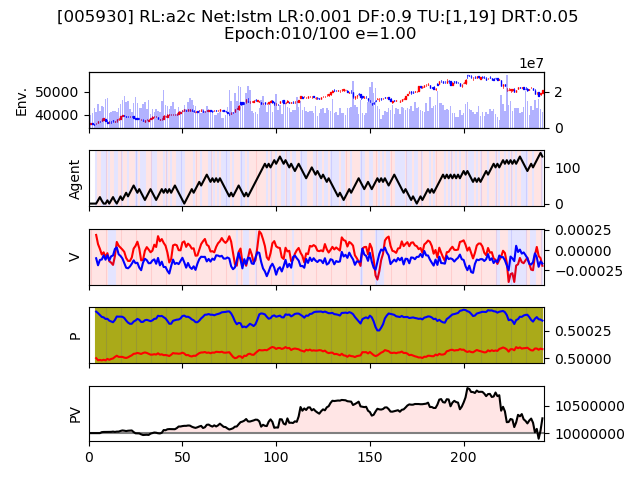 [005930] RL:a2c Net:lstm LR:0.001 DF:0.9 TU:[1,19] DRT:0.05
Epoch:010/100 e=1.00
1e7
Env.
50000
40000
2
0
Agent
100
0
V
0.00025
0.00000
−0.00025
P
0.50025
0.50000
PV
10500000
10000000
0
50
100
150
200